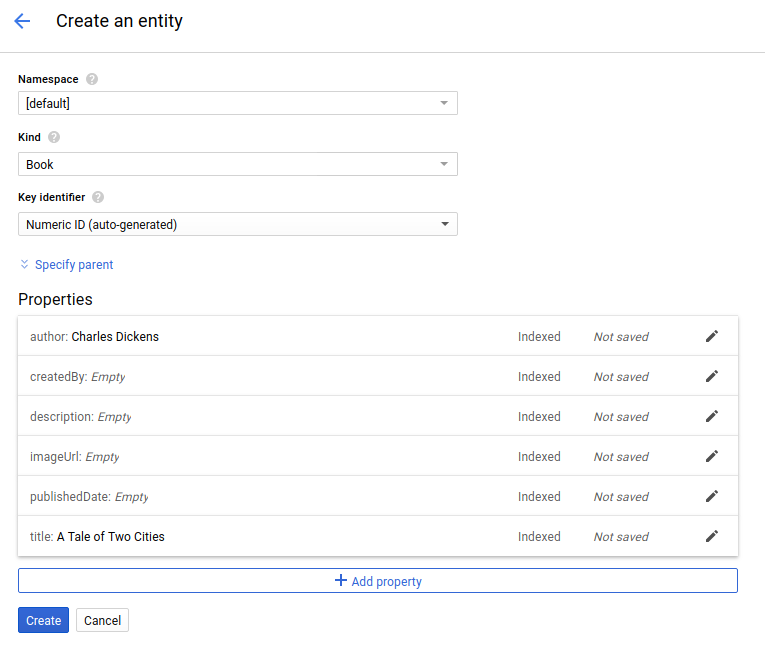 Create an entity
Namespace
[default]
Kind
Book
Key identifier
Numeric ID (auto-generated)
Specify parent
Properties
author: Charles Dickens Indexed Not saved
createdBy: Empty Indexed Not saved
description: Empty Indexed Not saved
imageUrl: Empty Indexed Not saved
publishedDate: Empty Indexed Not saved
title: A Tale of Two Cities Indexed Not saved
Add property
Create Cancel